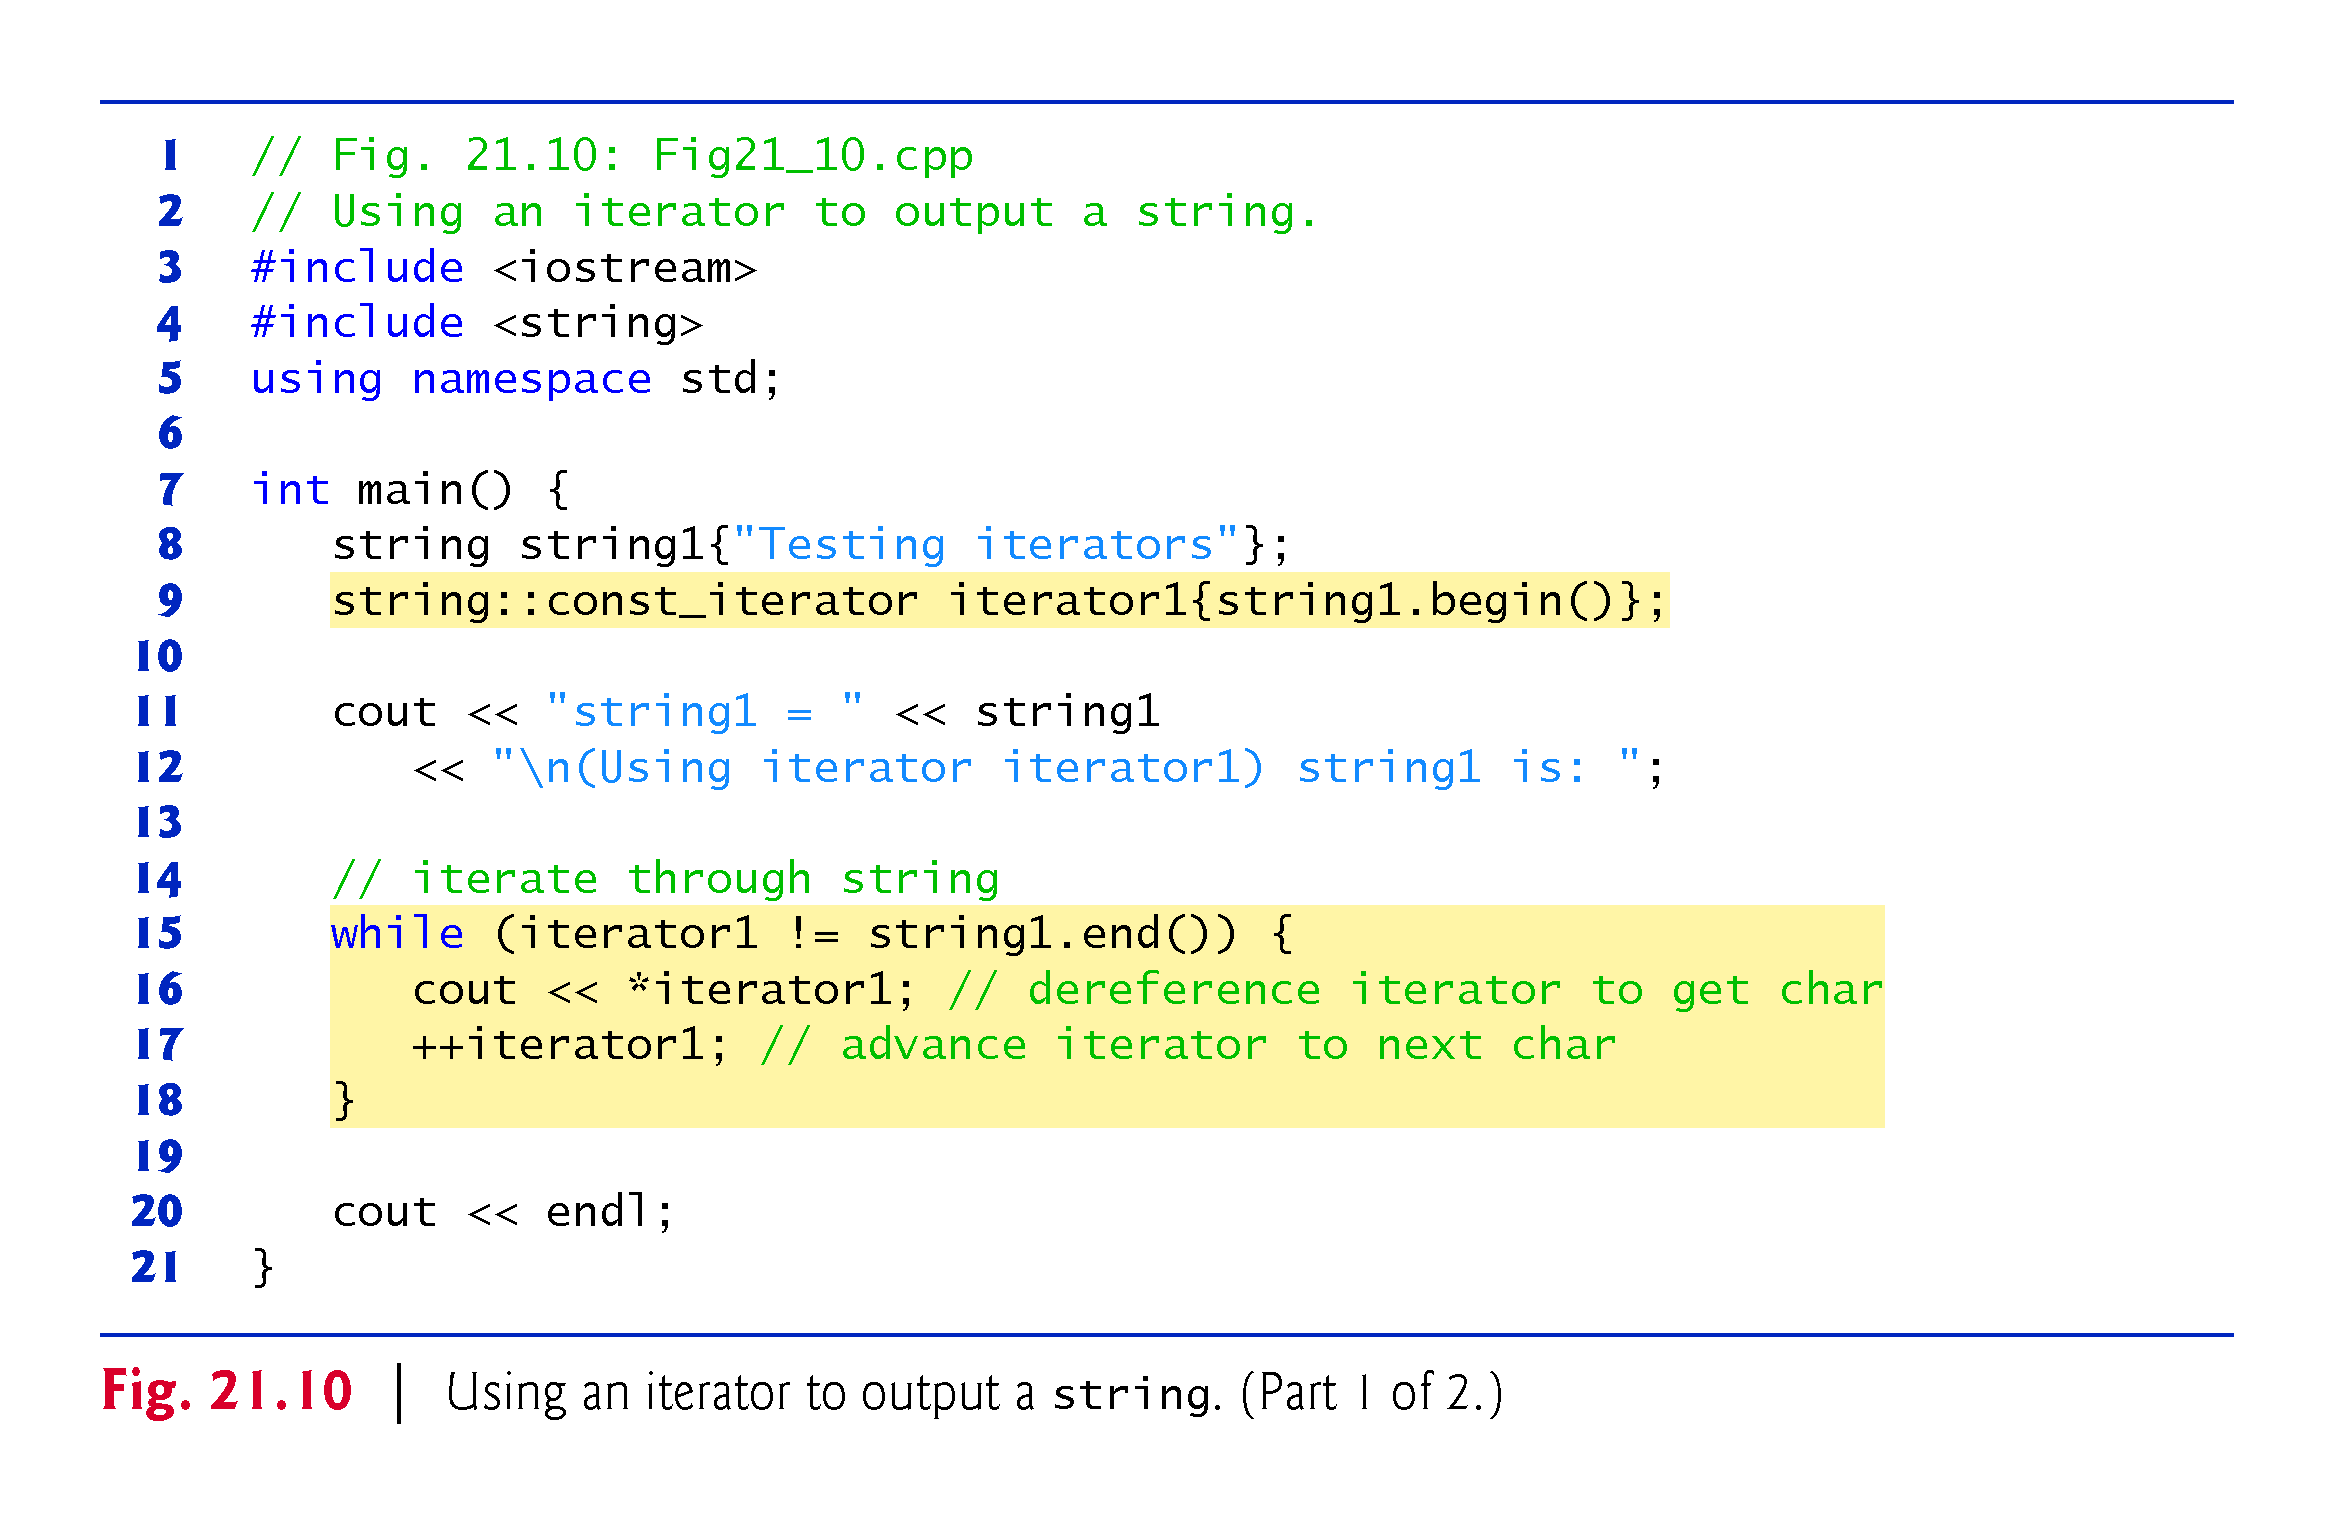 1 // Fig. 21.10: Fig21_10.cpp
2 // Using an iterator to output a string.
3 #include <iostream>
4 #include <string>
5 using namespace std;
6
7 int main() {
8    string string1{"Testing iterators"};
9    string::const_iterator iterator1{string1.begin()};
10
11    cout << "string1 = " << string1
12       << "\n(Using iterator iterator1) string1 is: ";
13
14    // iterate through string
15    while (iterator1 != string1.end()) {
16       cout << *iterator1; // dereference iterator to get char
17       ++iterator1; // advance iterator to next char
18    }
19
20    cout << endl;
21 }
Fig. 21.10 | Using an iterator to output a string. (Part 1 of 2.)